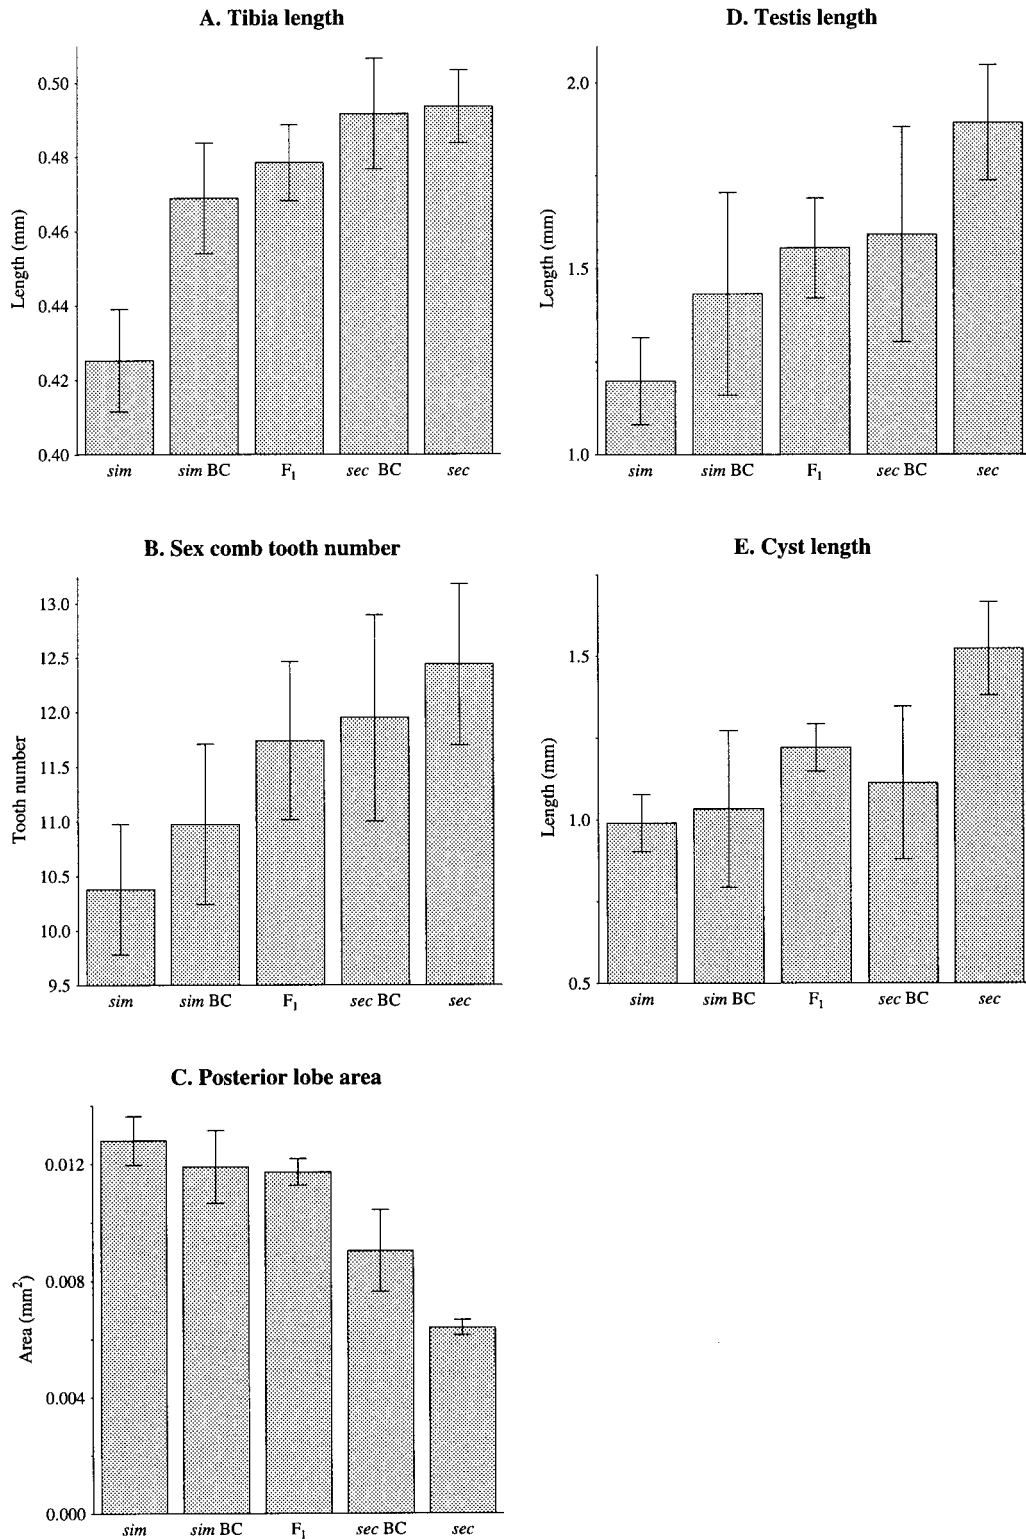 A. Tibia length
0.50
0.48
0.46
0.44
0.42
0.40
Length (mm)
sim
sim BC
F₁
sec BC
sec
D. Testis length
2.0
1.5
1.0
Length (mm)
sim
sim BC
F₁
sec BC
sec
B. Sex comb tooth number
13.0
12.5
12.0
11.5
11.0
10.5
10.0
9.5
Tooth number
sim
sim BC
F₁
sec BC
sec
E. Cyst length
1.5
1.0
0.5
Length (mm)
sim
sim BC
F₁
sec BC
sec
C. Posterior lobe area
0.012
0.008
0.004
0.000
Area (mm²)
sim
sim BC
F₁
sec BC
sec